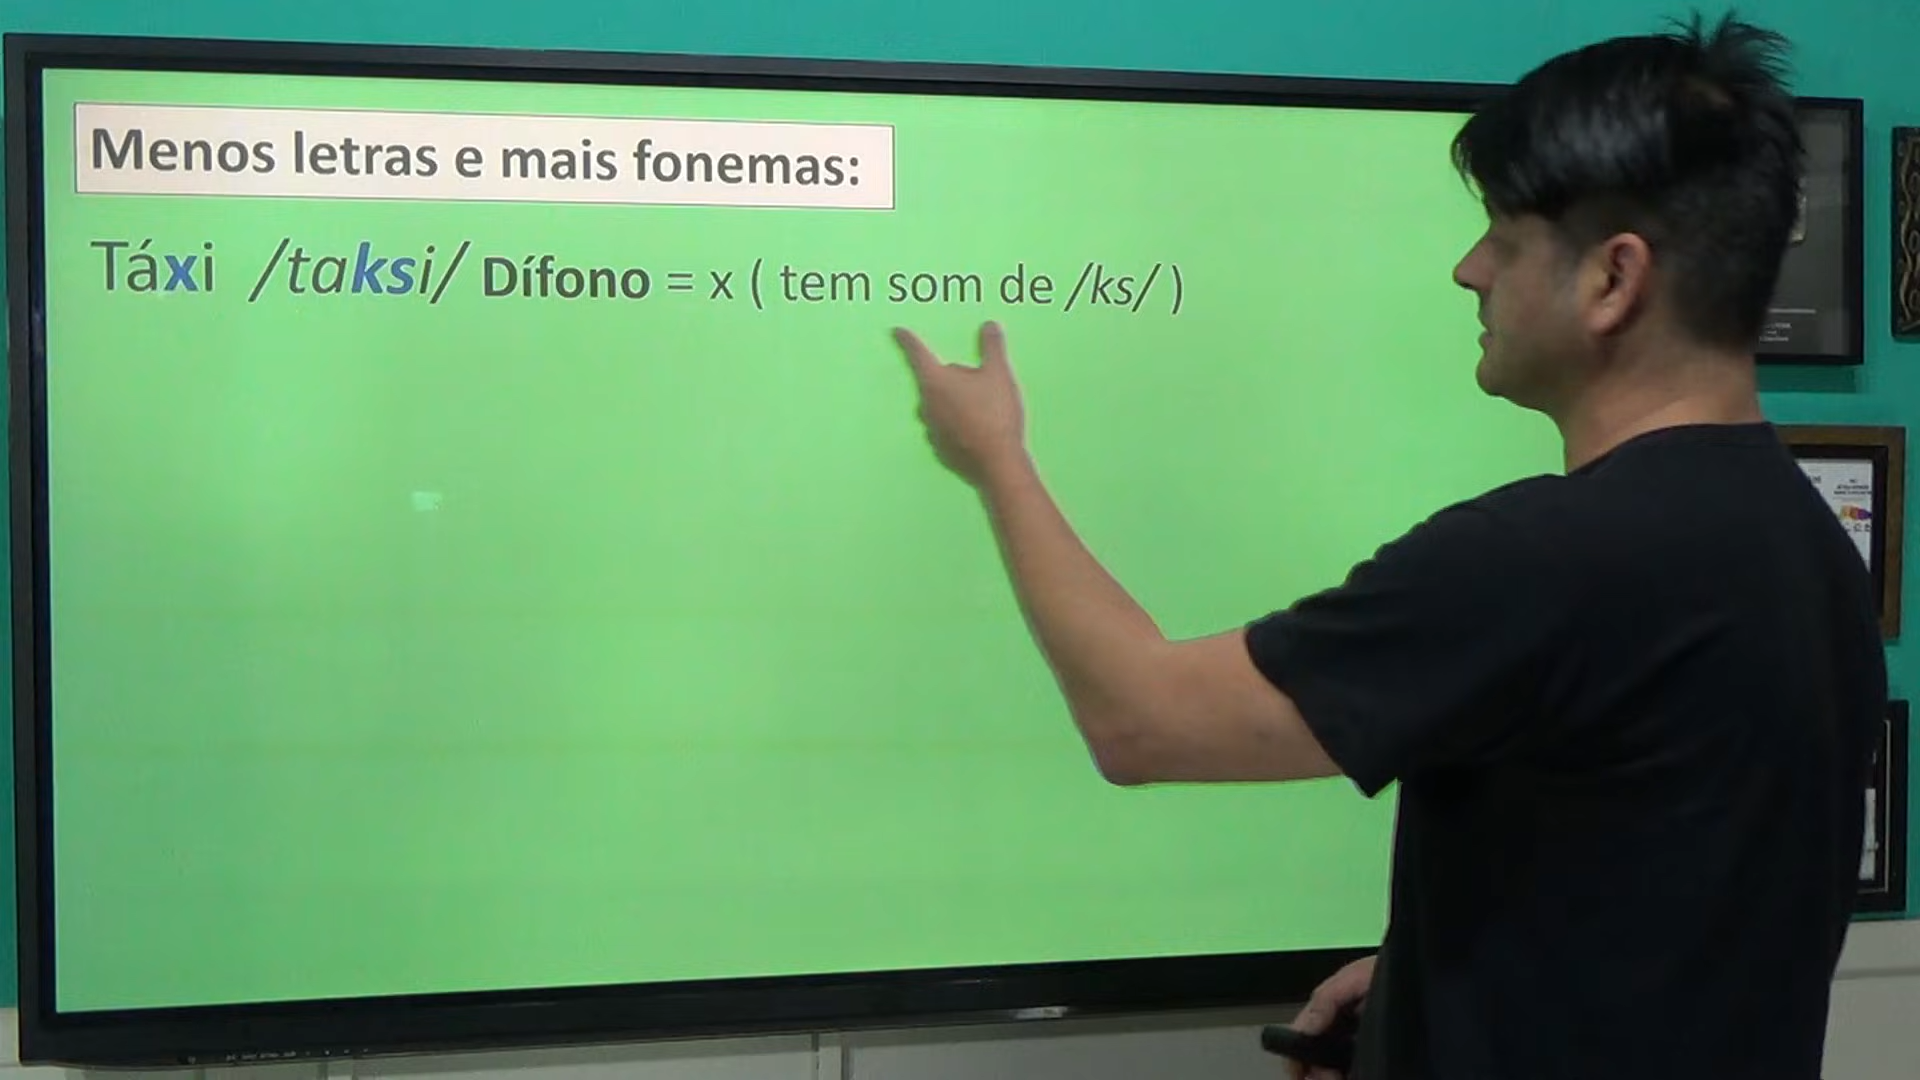 Menos letras e mais fonemas:
Táxi /taksi/ Dífono = x ( tem som de /ks/ )